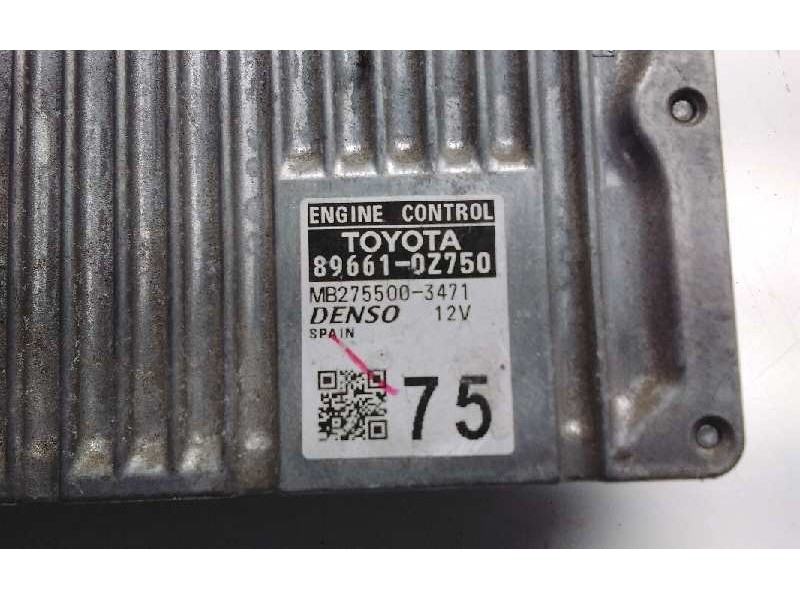 ENGINE CONTROL
TOYOTA
89661-0Z750
MB275500-3471
DENSO 12V
SPAIN
75